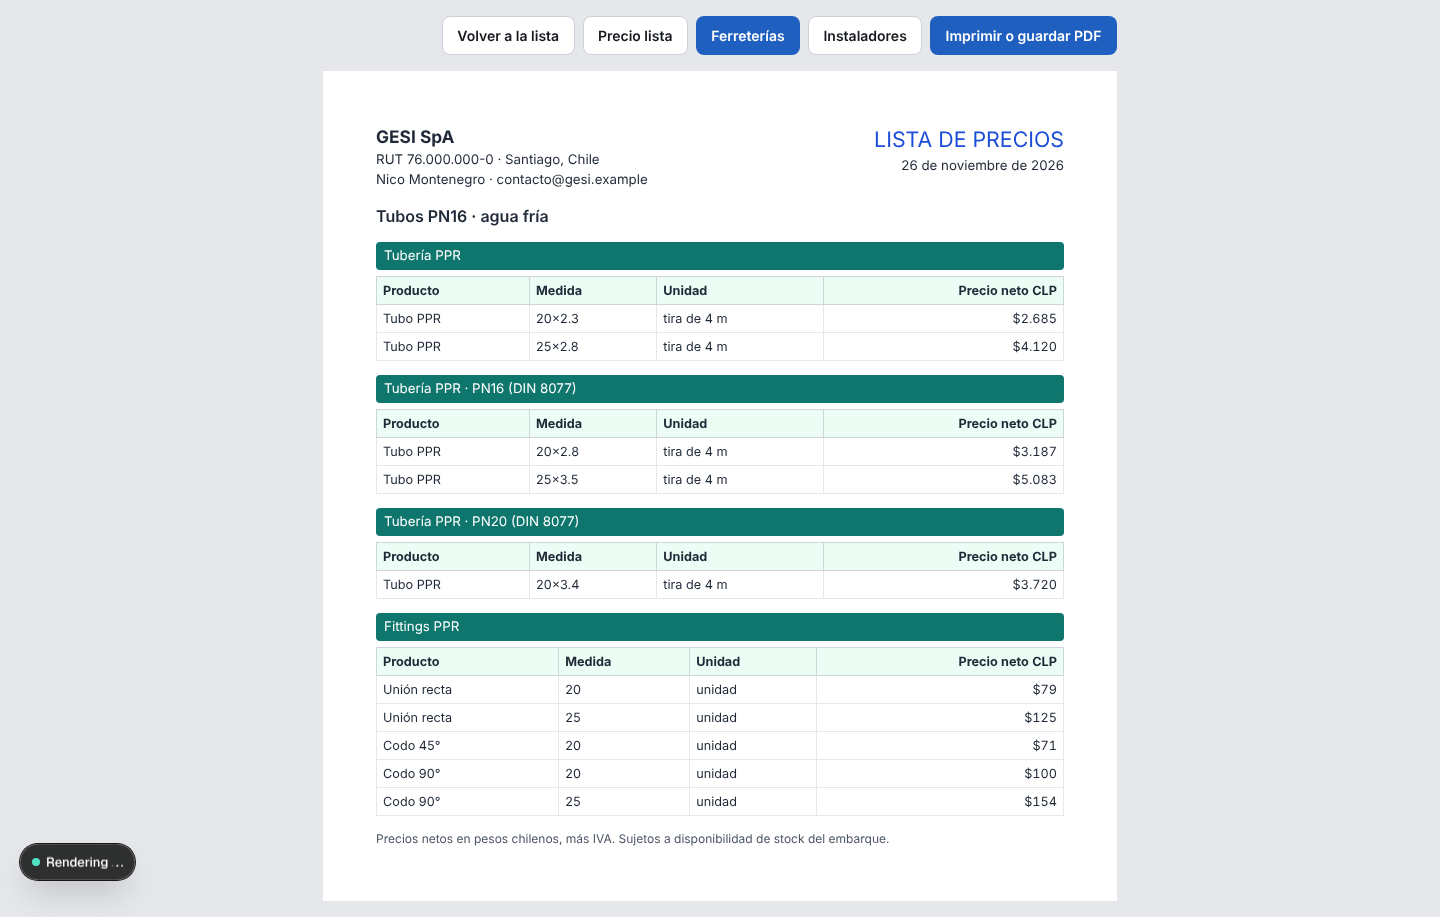 Volver a la lista Precio lista Ferreterías Instaladores Imprimir o guardar PDF
GESI SpA
RUT 76.000.000-0 · Santiago, Chile
Nico Montenegro · contacto@gesi.example
LISTA DE PRECIOS
26 de noviembre de 2026
Tubos PN16 · agua fría
Tubería PPR
Producto Medida Unidad Precio neto CLP
Tubo PPR 20×2.3 tira de 4 m $2.685
Tubo PPR 25×2.8 tira de 4 m $4.120
Tubería PPR · PN16 (DIN 8077)
Producto Medida Unidad Precio neto CLP
Tubo PPR 20×2.8 tira de 4 m $3.187
Tubo PPR 25×3.5 tira de 4 m $5.083
Tubería PPR · PN20 (DIN 8077)
Producto Medida Unidad Precio neto CLP
Tubo PPR 20×3.4 tira de 4 m $3.720
Fittings PPR
Producto Medida Unidad Precio neto CLP
Unión recta 20 unidad $79
Unión recta 25 unidad $125
Codo 45° 20 unidad $71
Codo 90° 20 unidad $100
Codo 90° 25 unidad $154
Precios netos en pesos chilenos, más IVA. Sujetos a disponibilidad de stock del embarque.
Rendering ...